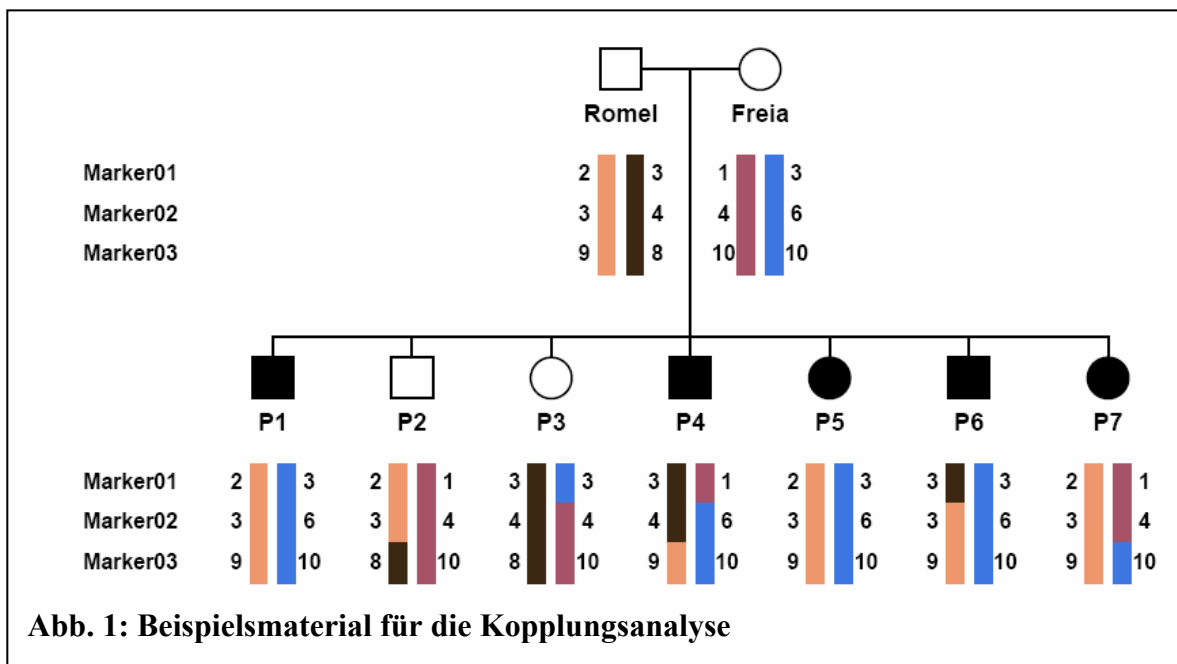 Romel Freia
Marker01 2 3 1 3
Marker02 3 4 4 6
Marker03 9 8 10 10
P1 P2 P3 P4 P5 P6 P7
Marker01 2 3 2 1 3 3 3 1 2 3 3 3 2 1
Marker02 3 6 3 4 4 4 4 6 3 6 3 6 3 4
Marker03 9 10 8 10 8 10 9 10 9 10 9 10 9 10
Abb. 1: Beispielsmaterial für die Kopplungsanalyse